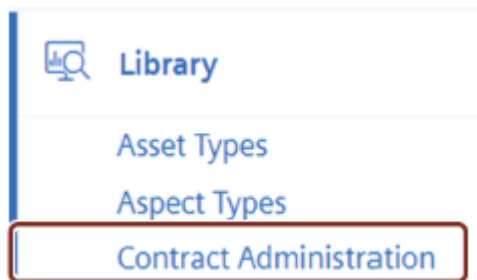 Library
Asset Types
Aspect Types
Contract Administration